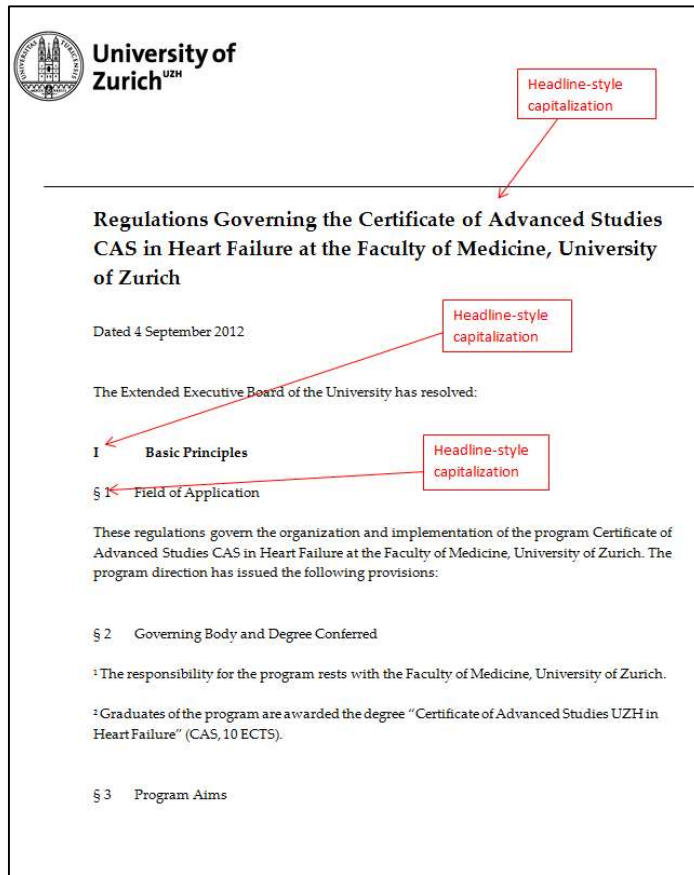 University of
Zurich UZH
UNIVERSITAS TURICENSIS
Headline-style
capitalization
Regulations Governing the Certificate of Advanced Studies
CAS in Heart Failure at the Faculty of Medicine, University
of Zurich
Headline-style
capitalization
Dated 4 September 2012
The Extended Executive Board of the University has resolved:
I Basic Principles
Headline-style
capitalization
§ 1 Field of Application
These regulations govern the organization and implementation of the program Certificate of
Advanced Studies CAS in Heart Failure at the Faculty of Medicine, University of Zurich. The
program direction has issued the following provisions:
§ 2 Governing Body and Degree Conferred
¹ The responsibility for the program rests with the Faculty of Medicine, University of Zurich.
² Graduates of the program are awarded the degree “Certificate of Advanced Studies UZH in
Heart Failure” (CAS, 10 ECTS).
§ 3 Program Aims